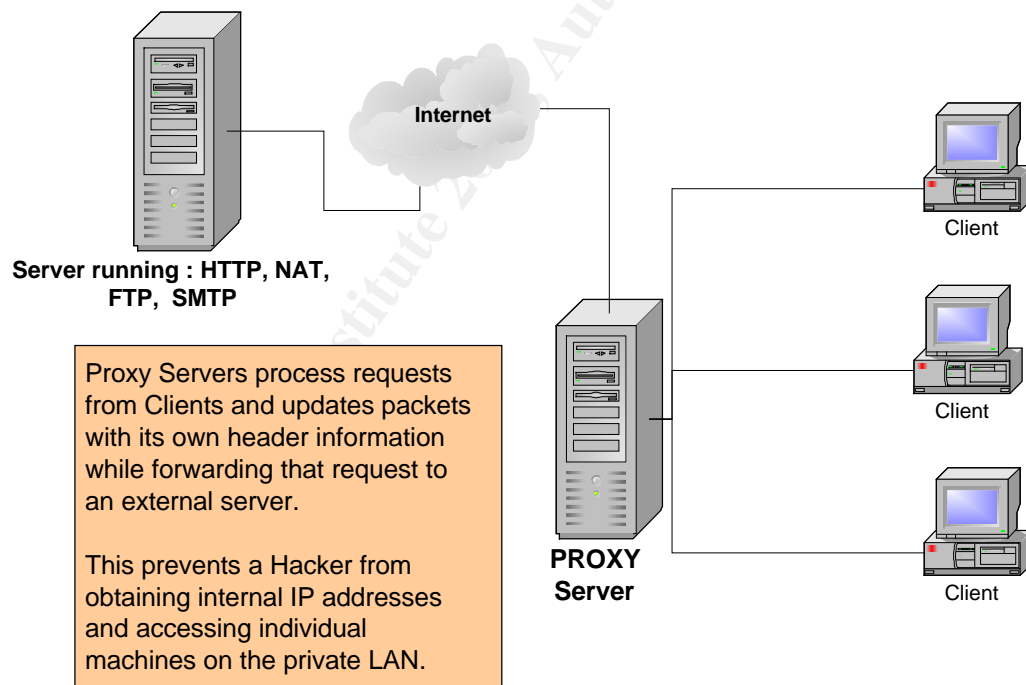 Internet
Client
Server running : HTTP, NAT,
FTP, SMTP
Client
Proxy Servers process requests
from Clients and updates packets
with its own header information
while forwarding that request to
an external server.
This prevents a Hacker from
obtaining internal IP addresses
and accessing individual
machines on the private LAN.
PROXY
Server
Client